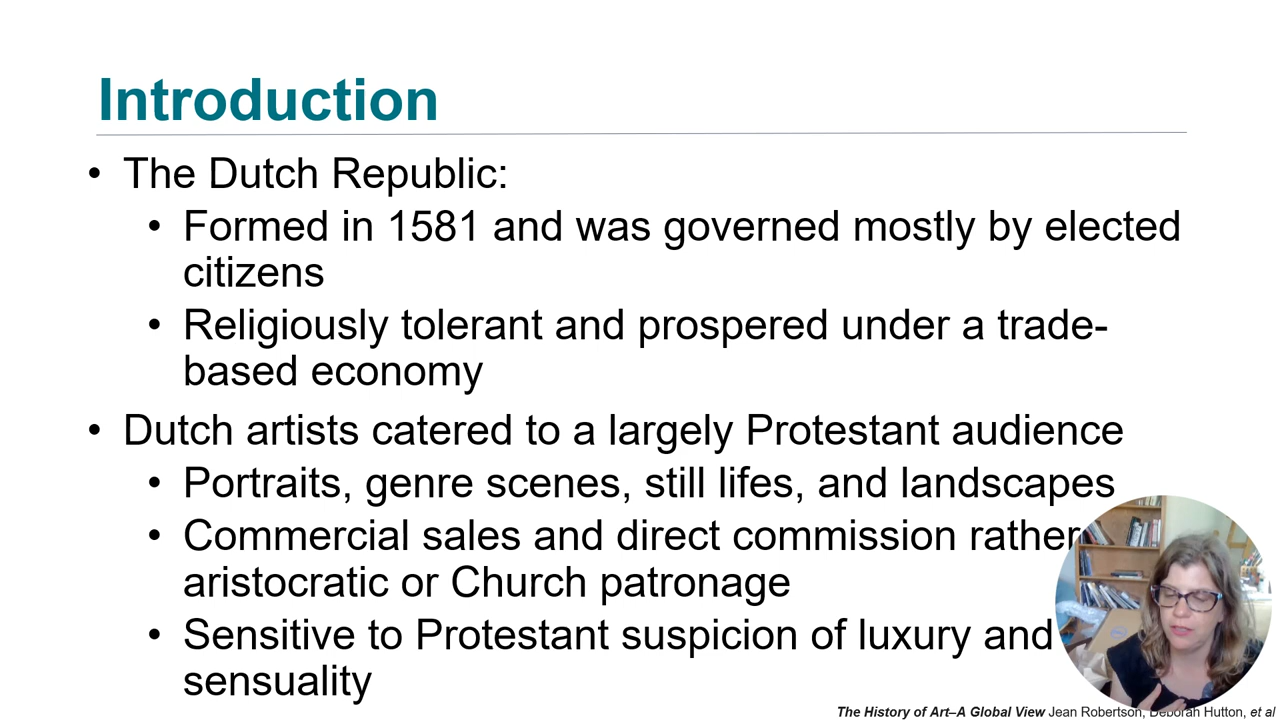 Introduction
• The Dutch Republic:
• Formed in 1581 and was governed mostly by elected
citizens
• Religiously tolerant and prospered under a trade-
based economy
• Dutch artists catered to a largely Protestant audience
• Portraits, genre scenes, still lifes, and landscapes
• Commercial sales and direct commission rather
aristocratic or Church patronage
• Sensitive to Protestant suspicion of luxury and
sensuality
The History of Art–A Global View Jean Robertson, Deborah Hutton, et al